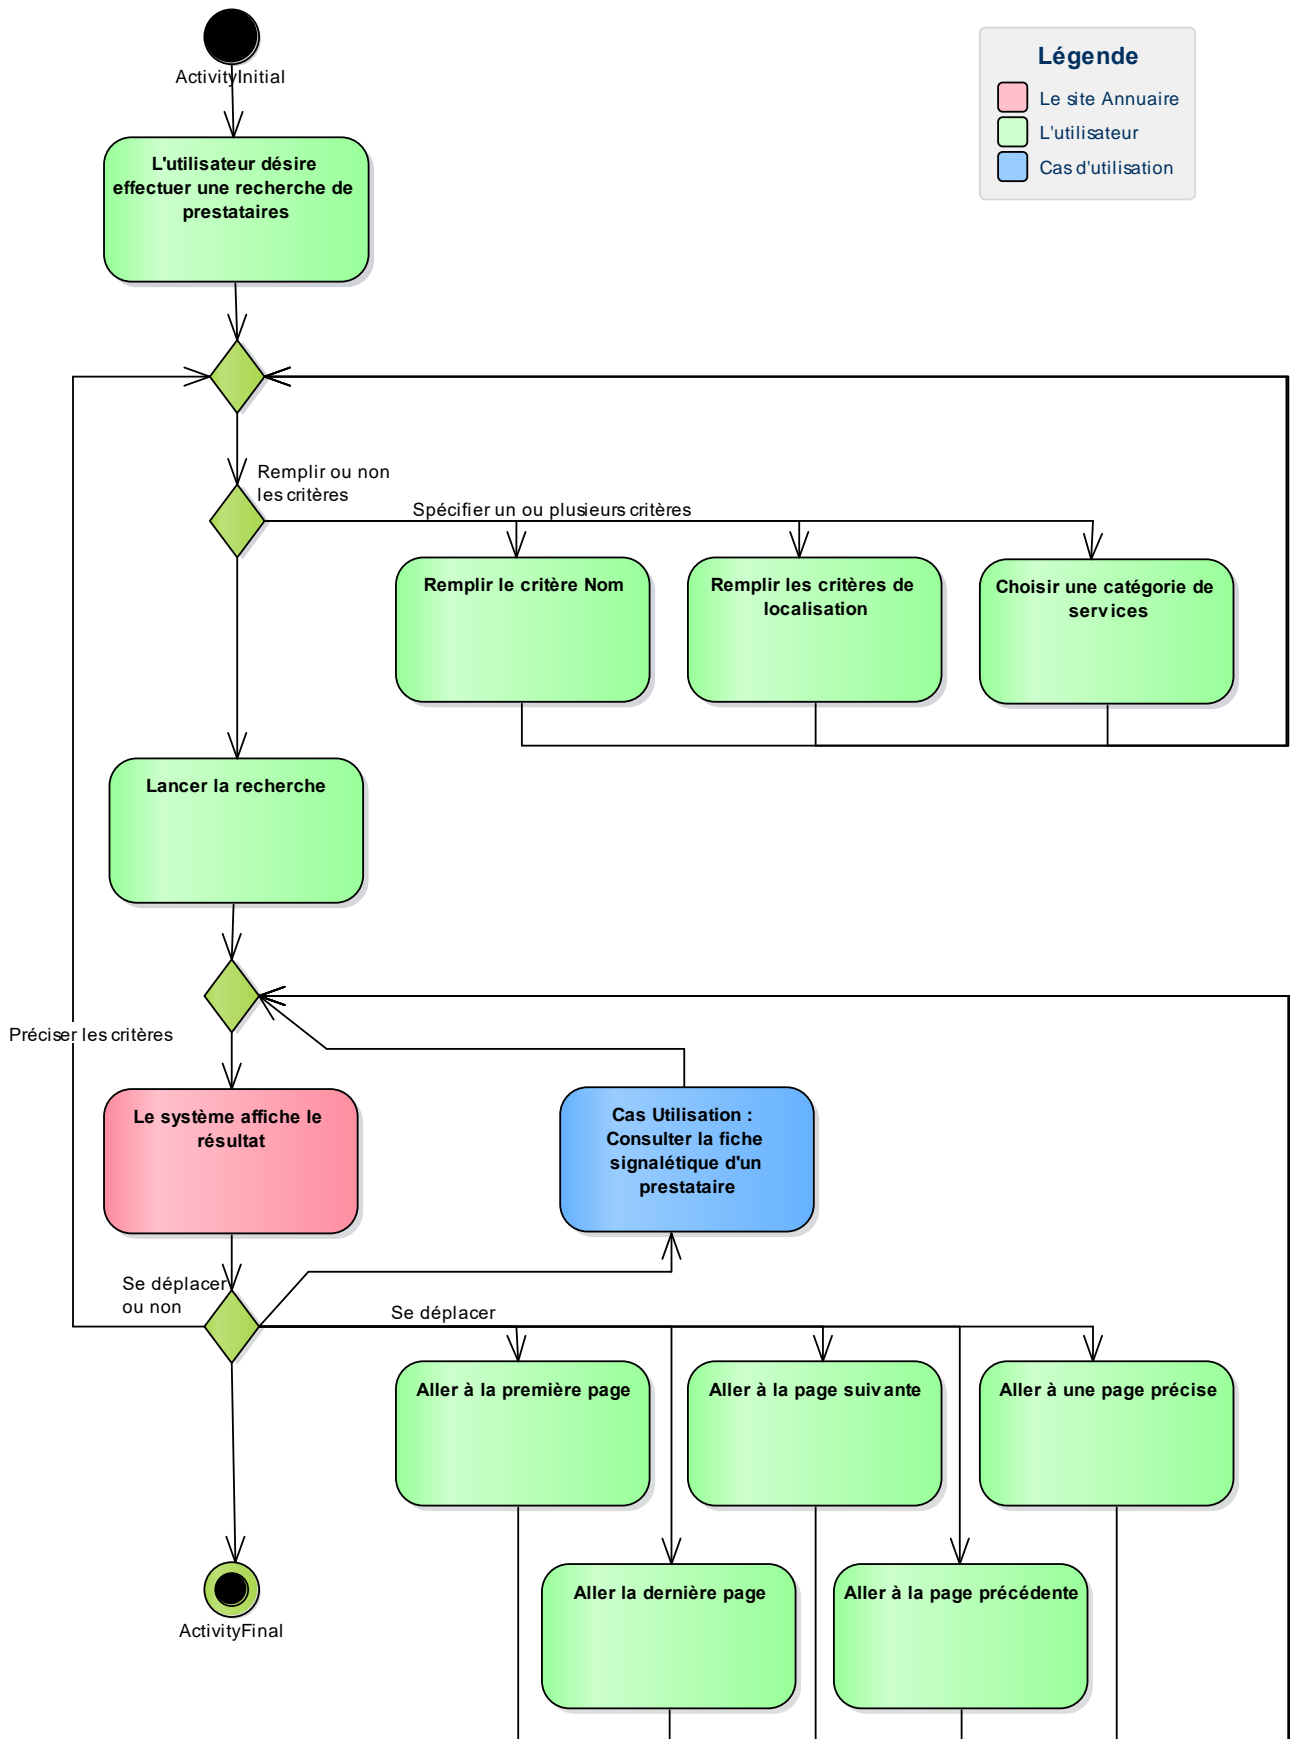 ActivityInitial
Légende
Le site Annuaire
L'utilisateur
Cas d'utilisation
L'utilisateur désire
effectuer une recherche de
prestataires
Remplir ou non
les critères
Spécifier un ou plusieurs critères
Remplir le critère Nom
Remplir les critères de
localisation
Choisir une catégorie de
services
Lancer la recherche
Préciser les critères
Le système affiche le
résultat
Cas Utilisation :
Consulter la fiche
signalétique d'un
prestataire
Se déplacer
ou non
Se déplacer
Aller à la première page
Aller à la page suivante
Aller à une page précise
Aller la dernière page
Aller à la page précédente
ActivityFinal